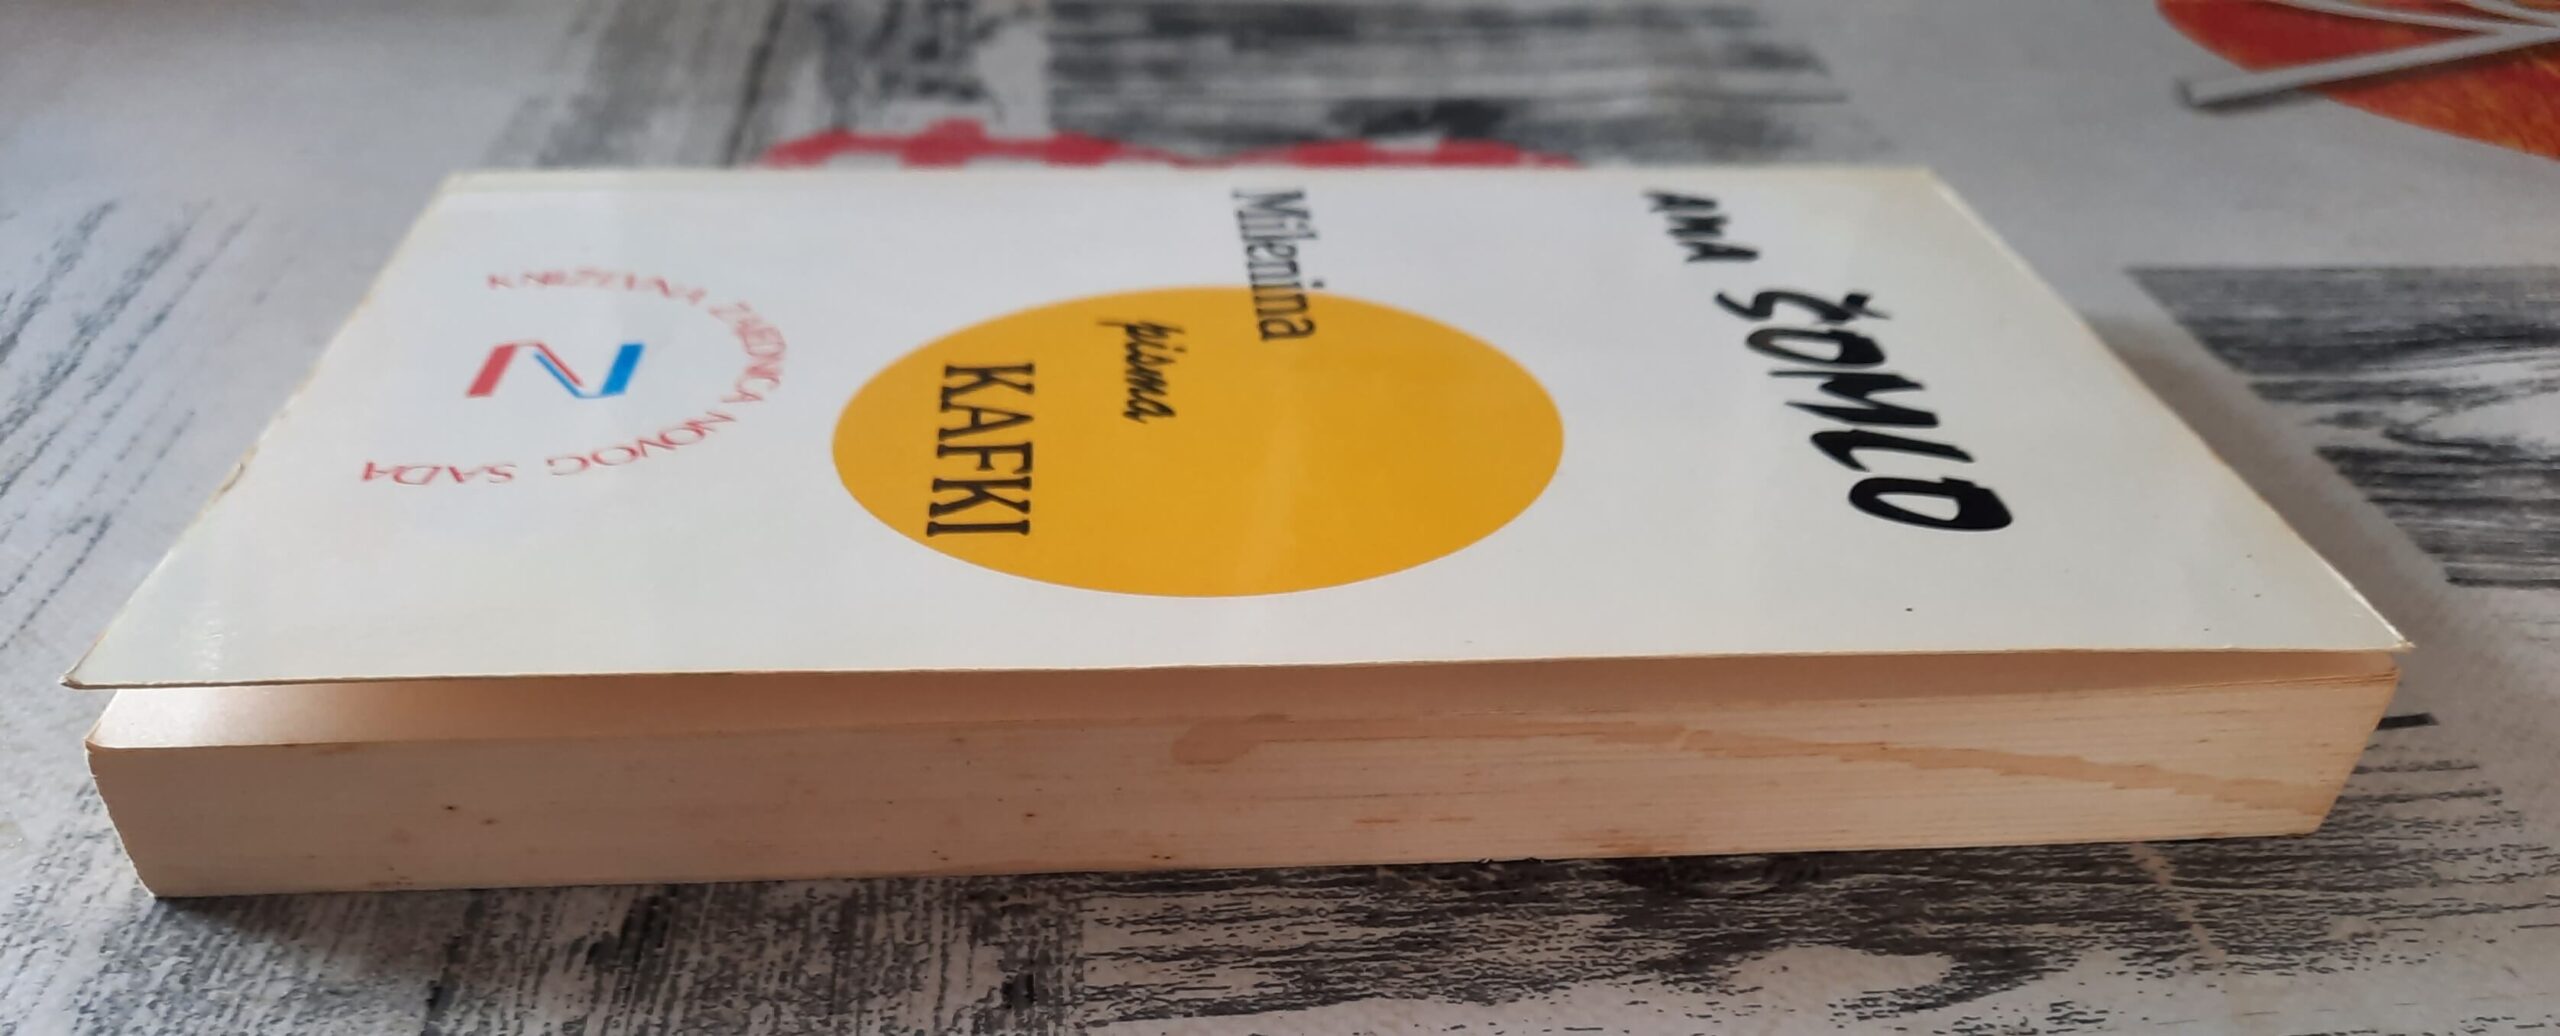 ANA ŠOMLO
Milenina
pisma
KAFKI
KNJIŽEVNA ZAJEDNICA NOVOG SADA